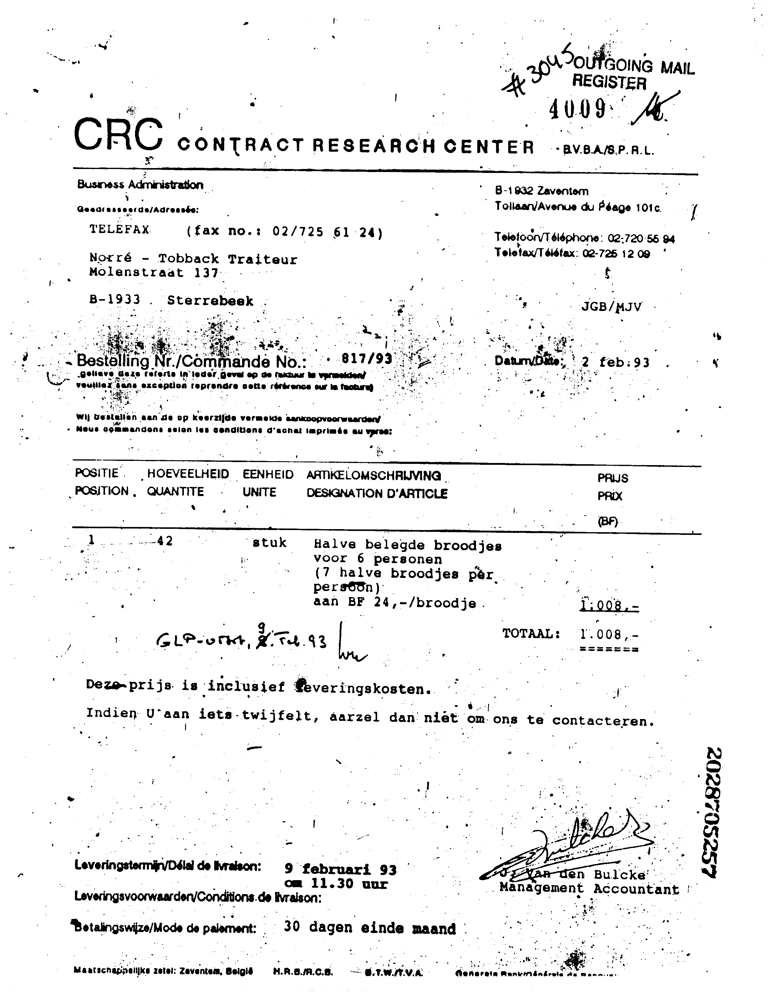 #3045 OUTGOING MAIL
REGISTER
4009
CRC CONTRACT RESEARCH CENTER B.V.B.A./S.P.R.L.
Business Administration
B-1932 Zaventem
Geadresseerde/Adressée:
Tollaan/Avenue du Péage 101c
TELEFAX (fax no.: 02/725 61 24)
Telefoon/Téléphone: 02-720 55 94
Norré - Tobback Traiteur
Telefax/Téléfax: 02-725 12 09
Molenstraat 137
B-1933 Sterrebeek
JGB/MJV
Bestelling Nr./Commande No.: 817/93
Datum/Date: 2 feb.93
gelieve deze referte in ieder geval op de faktuur te vermelden/
veuillez sans exception reprendre cette référence sur la facture)
Wij bestellen aan de op keerzijde vermelde aankoopvoorwaarden/
Nous commandons selon les conditions d'achat imprimés au verso:
POSITIE HOEVEELHEID EENHEID ARTIKELOMSCHRIJVING PRIJS
POSITION QUANTITE UNITE DESIGNATION D'ARTICLE PRIX
(BF)
1 42 stuk Halve belegde broodjes
voor 6 personen
(7 halve broodjes per
persoon)
aan BF 24,-/broodje 1.008,-
TOTAAL: 1.008,-
=======
9 Feb. 93
Deze prijs is inclusief leveringskosten.
Indien U aan iets twijfelt, aarzel dan niet om ons te contacteren.
2028705257
Leveringstermijn/Délai de livraison: 9 februari 93
om 11.30 uur
Van den Bulcke
Management Accountant
Leveringsvoorwaarden/Conditions de livraison:
Betalingswijze/Mode de paiement: 30 dagen einde maand
Maatschappelijke zetel: Zaventem, België H.R.B./R.C.B. B.T.W./T.V.A. Generale Bank/Générale de Banque